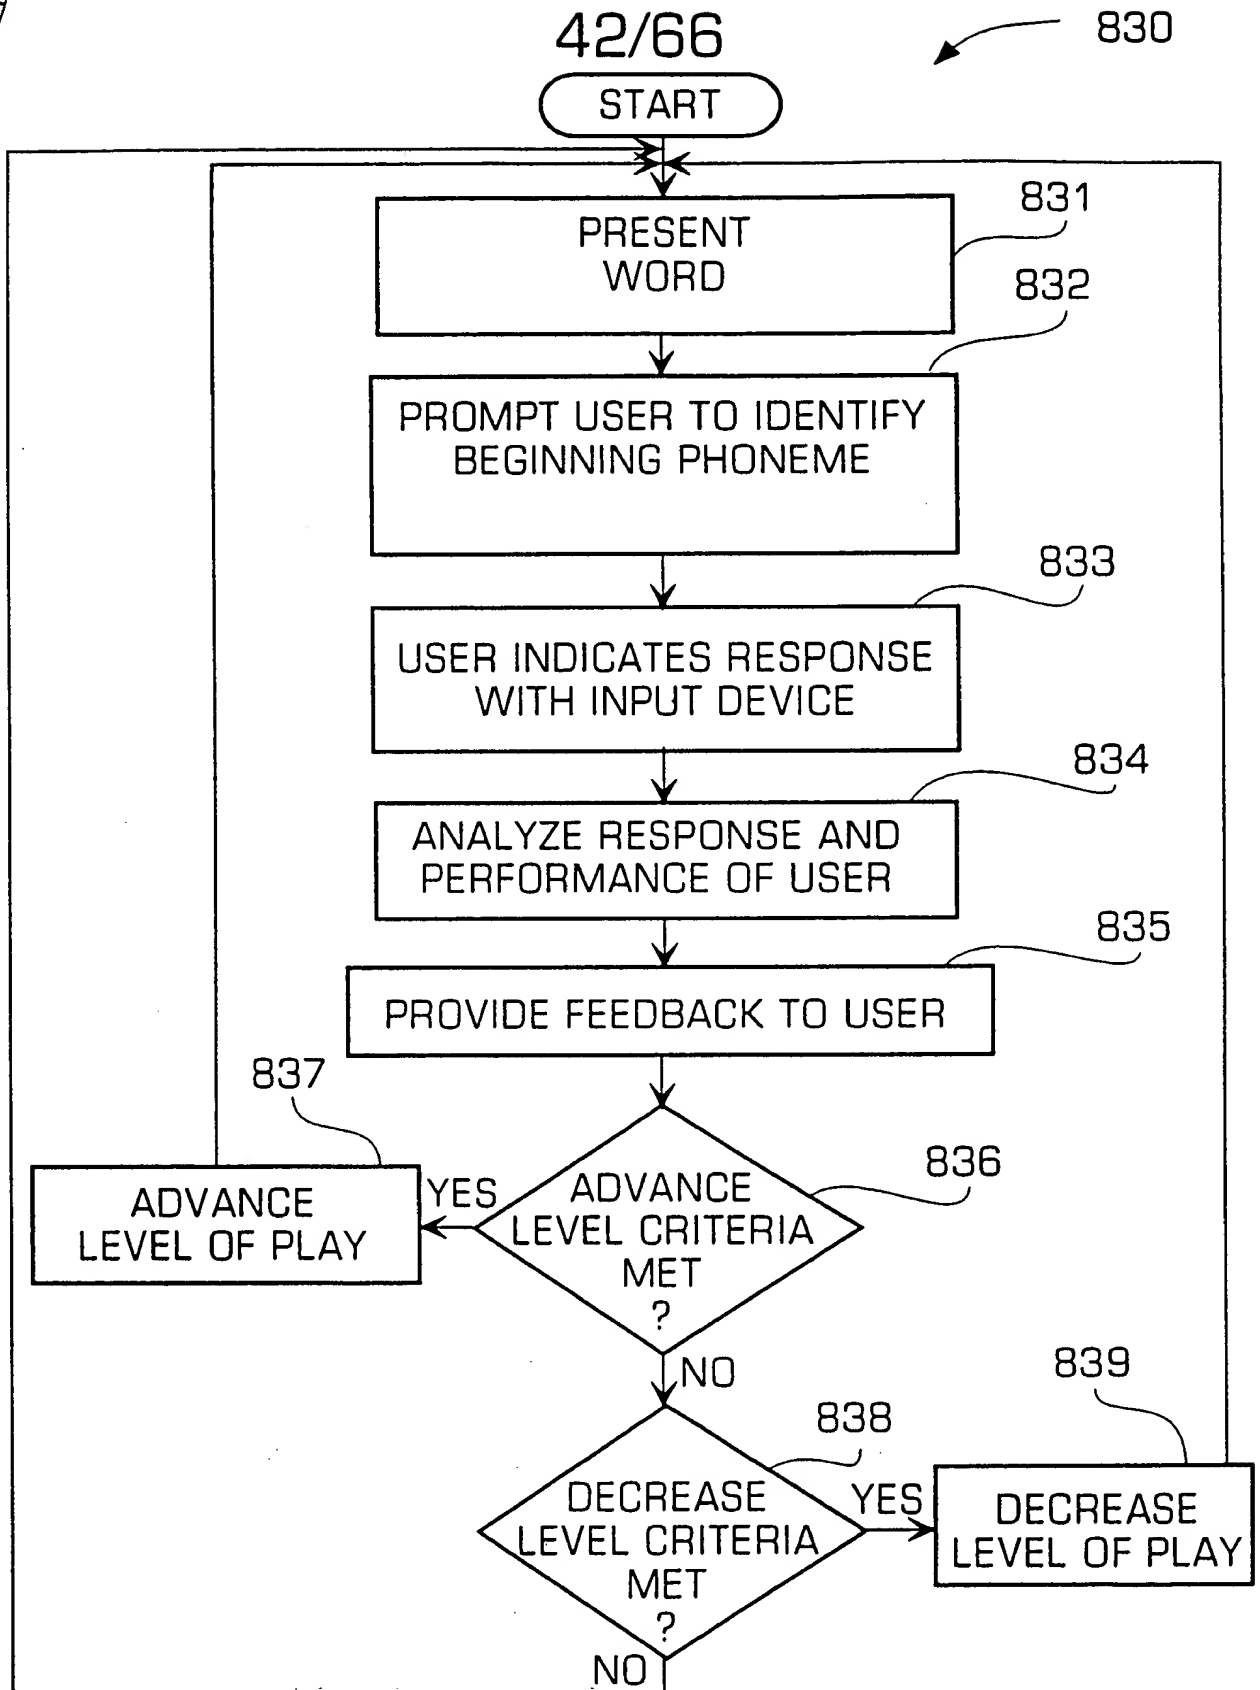 42/66
830
START
831
PRESENT
WORD
832
PROMPT USER TO IDENTIFY
BEGINNING PHONEME
833
USER INDICATES RESPONSE
WITH INPUT DEVICE
834
ANALYZE RESPONSE AND
PERFORMANCE OF USER
835
PROVIDE FEEDBACK TO USER
837
836
ADVANCE
LEVEL OF PLAY
YES
ADVANCE
LEVEL CRITERIA
MET
?
NO
839
838
DECREASE
LEVEL CRITERIA
MET
?
YES
DECREASE
LEVEL OF PLAY
NO